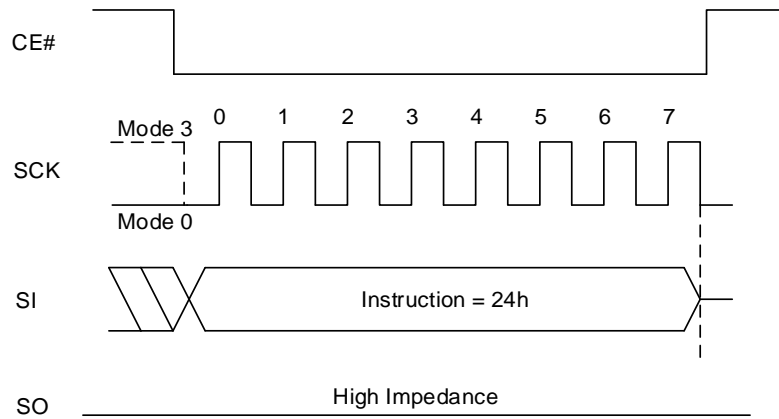 CE#
Mode 3 0 1 2 3 4 5 6 7
SCK
Mode 0
SI Instruction = 24h
SO High Impedance